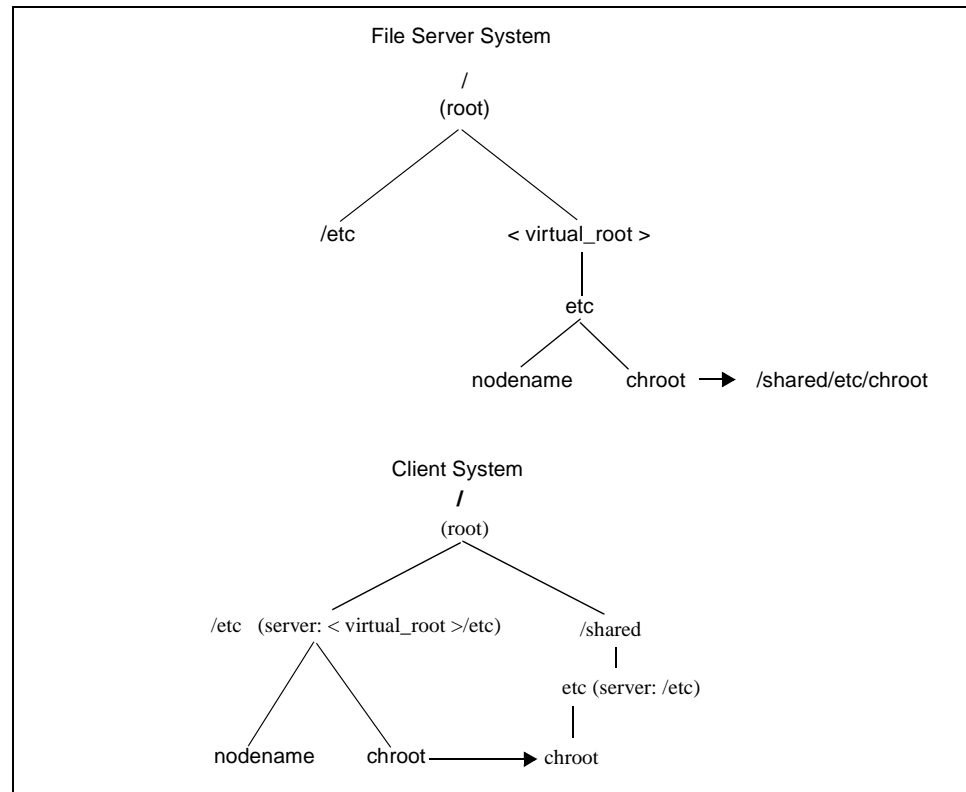 File Server System
/
(root)
/etc < virtual_root >
etc
nodename chroot /shared/etc/chroot
Client System
/
(root)
/etc (server: < virtual_root >/etc) /shared
etc (server: /etc)
nodename chroot chroot